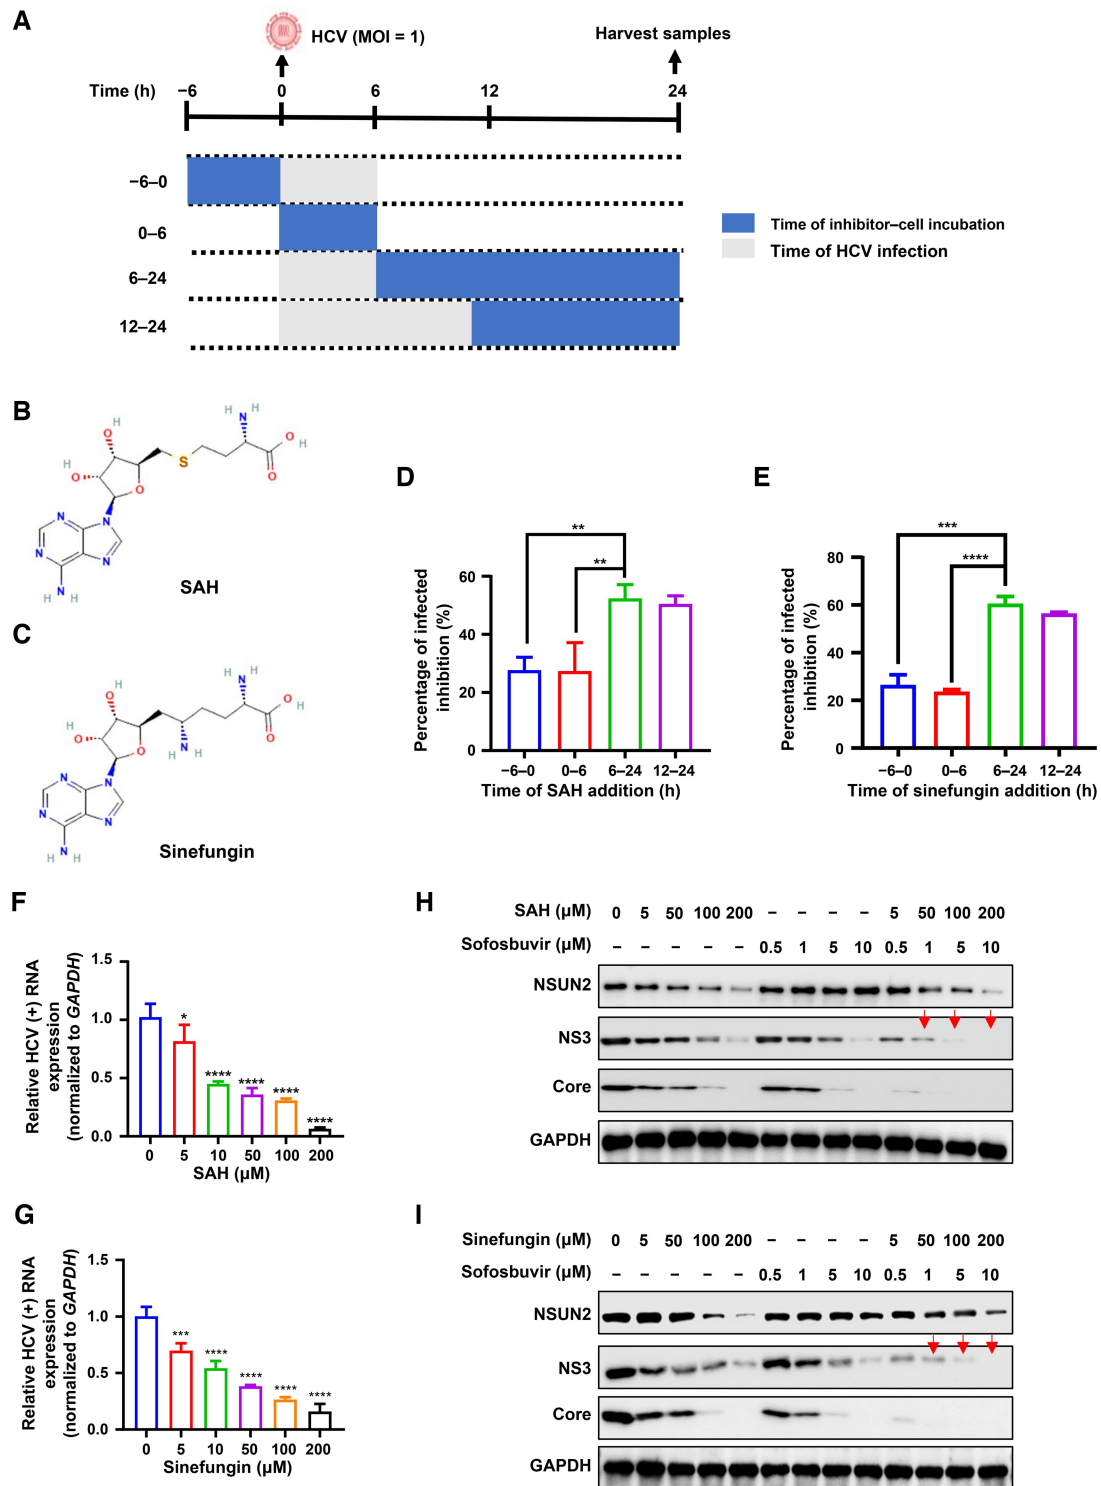 A
HCV (MOI = 1)
Harvest samples
Time (h)
−6 0 6 12 24
−6–0
0–6
6–24
12–24
Time of inhibitor–cell incubation
Time of HCV infection
B
H
H H
N
O
O H
H
O
S
O
O
N
N
N
N
N
H H
SAH
C
H
H H
N
O
O H
H
O
O
O
N
H H
N
N
N
N
N
H H
Sinefungin
D
**
**
Percentage of infected
inhibition (%)
60
40
20
0
−6–0 0–6 6–24 12–24
Time of SAH addition (h)
E
***
****
Percentage of infected
inhibition (%)
80
60
40
20
0
−6–0 0–6 6–24 12–24
Time of sinefungin addition (h)
F
Relative HCV (+) RNA
expression
(normalized to GAPDH)
1.5
1.0
0.5
0.0
* **** **** **** ****
0 5 10 50 100 200
SAH (µM)
G
Relative HCV (+) RNA
expression
(normalized to GAPDH)
1.5
1.0
0.5
0.0
*** **** **** **** ****
0 5 10 50 100 200
Sinefungin (µM)
H
SAH (µM) 0 5 50 100 200 – – – – 5 50 100 200
Sofosbuvir (µM) – – – – – 0.5 1 5 10 0.5 1 5 10
NSUN2
NS3
Core
GAPDH
I
Sinefungin (µM) 0 5 50 100 200 – – – – 5 50 100 200
Sofosbuvir (µM) – – – – – 0.5 1 5 10 0.5 1 5 10
NSUN2
NS3
Core
GAPDH